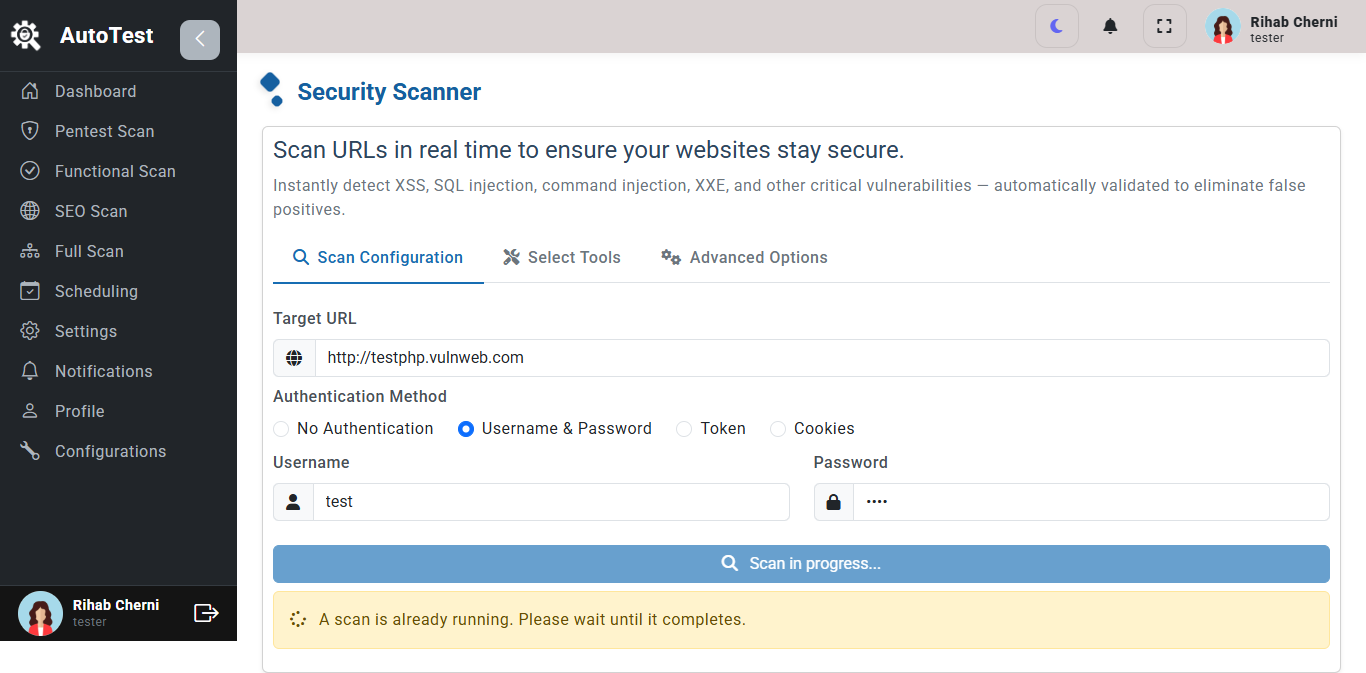 AutoTest
Dashboard
Pentest Scan
Functional Scan
SEO Scan
Full Scan
Scheduling
Settings
Notifications
Profile
Configurations
Rihab Cherni
tester
Rihab Cherni
tester
Security Scanner
Scan URLs in real time to ensure your websites stay secure.
Instantly detect XSS, SQL injection, command injection, XXE, and other critical vulnerabilities — automatically validated to eliminate false
positives.
Scan Configuration Select Tools Advanced Options
Target URL
http://testphp.vulnweb.com
Authentication Method
No Authentication Username & Password Token Cookies
Username Password
test ••••
Scan in progress...
A scan is already running. Please wait until it completes.